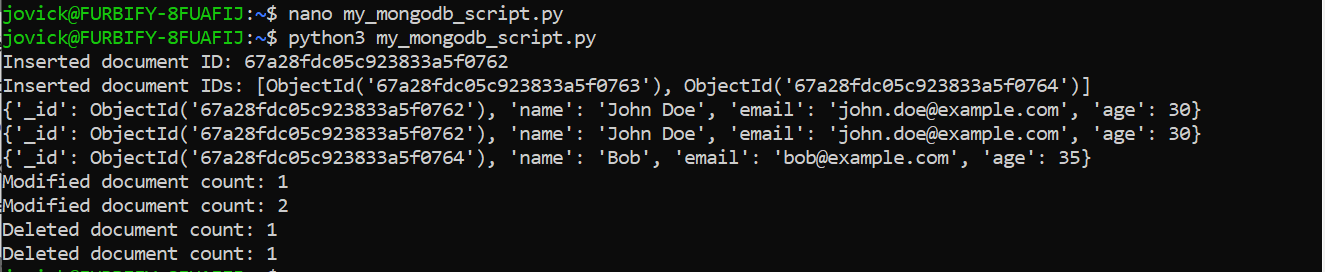 jovick@FURBIFY-8FUAFIJ:~$ nano my_mongodb_script.py
jovick@FURBIFY-8FUAFIJ:~$ python3 my_mongodb_script.py
Inserted document ID: 67a28fdc05c923833a5f0762
Inserted document IDs: [ObjectId('67a28fdc05c923833a5f0763'), ObjectId('67a28fdc05c923833a5f0764')]
{'_id': ObjectId('67a28fdc05c923833a5f0762'), 'name': 'John Doe', 'email': 'john.doe@example.com', 'age': 30}
{'_id': ObjectId('67a28fdc05c923833a5f0762'), 'name': 'John Doe', 'email': 'john.doe@example.com', 'age': 30}
{'_id': ObjectId('67a28fdc05c923833a5f0764'), 'name': 'Bob', 'email': 'bob@example.com', 'age': 35}
Modified document count: 1
Modified document count: 2
Deleted document count: 1
Deleted document count: 1